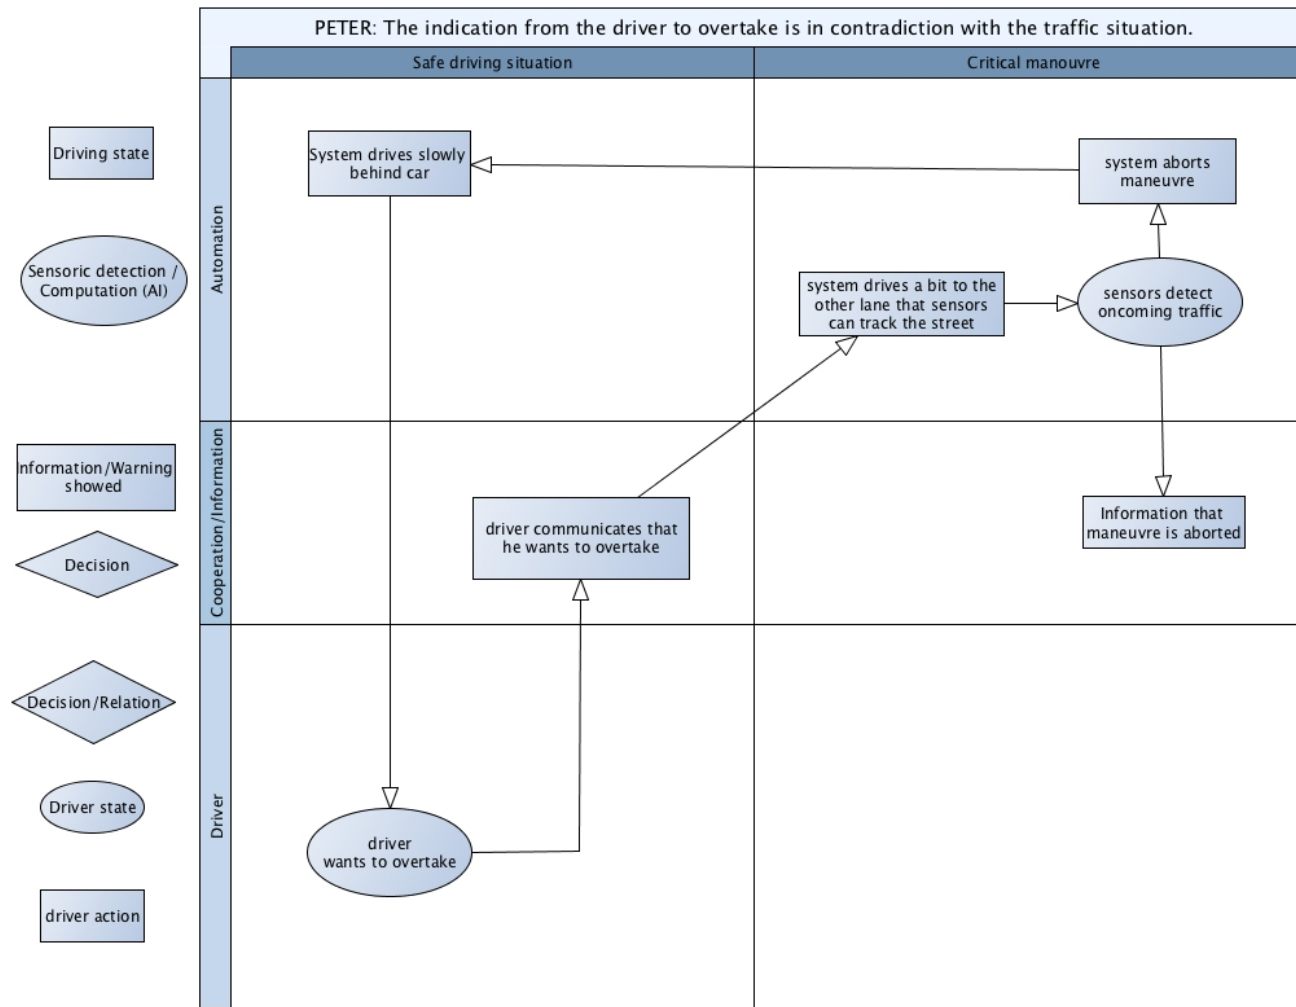 PETER: The indication from the driver to overtake is in contradiction with the traffic situation.
Safe driving situation
Critical manouvre
Driving state
Sensoric detection /
Computation (AI)
Information/Warning
showed
Decision
Decision/Relation
Driver state
driver action
Automation
System drives slowly
behind car
system aborts
maneuvre
system drives a bit to the
other lane that sensors
can track the street
sensors detect
oncoming traffic
Cooperation/Information
driver communicates that
he wants to overtake
Information that
maneuvre is aborted
Driver
driver
wants to overtake